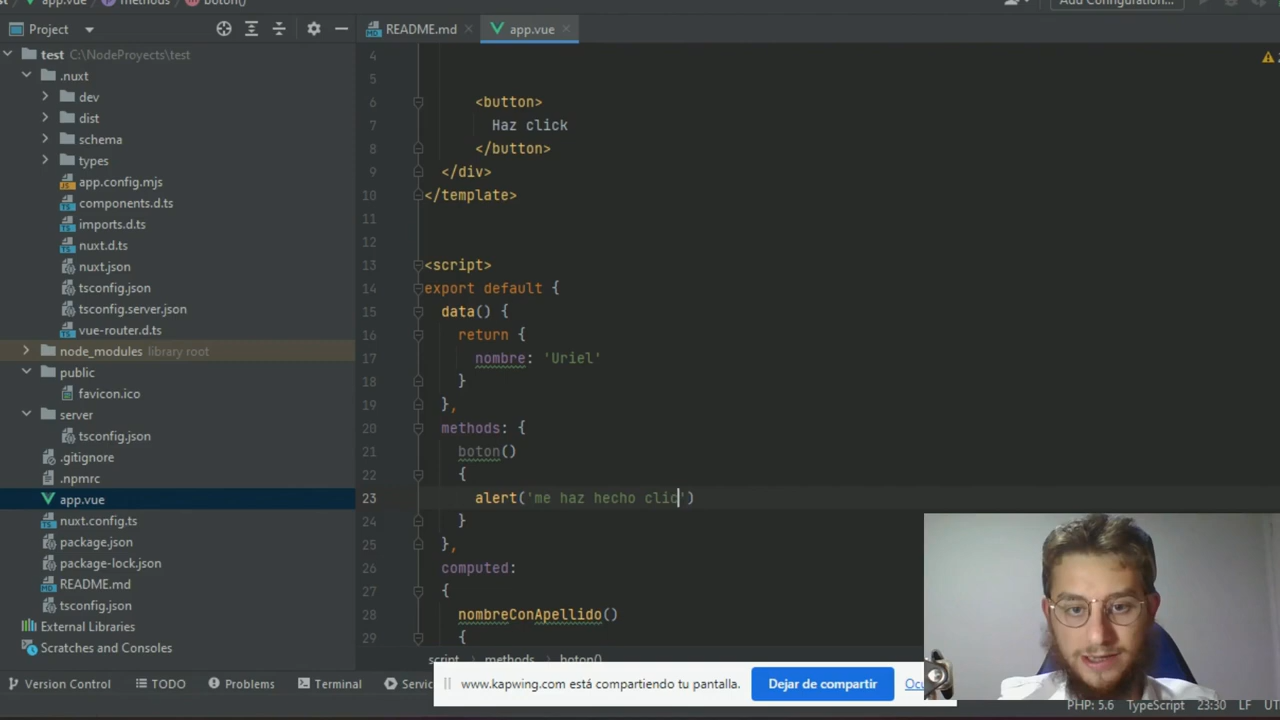 app.vue methods boton()
Add Configuration...
Project README.md app.vue
test C:\NodeProyects\test
.nuxt
dev
dist
schema
types
app.config.mjs
components.d.ts
imports.d.ts
nuxt.d.ts
nuxt.json
tsconfig.json
tsconfig.server.json
vue-router.d.ts
node_modules library root
public
favicon.ico
server
tsconfig.json
.gitignore
.npmrc
app.vue
nuxt.config.ts
package.json
package-lock.json
README.md
tsconfig.json
External Libraries
Scratches and Consoles
4
5
6 <button>
7 Haz click
8 </button>
9 </div>
10 </template>
11
12
13 <script>
14 export default {
15 data() {
16 return {
17 nombre: 'Uriel'
18 }
19 },
20 methods: {
21 boton()
22 {
23 alert('me haz hecho clic')
24 }
25 },
26 computed:
27 {
28 nombreConApellido()
29 {
script methods boton()
www.kapwing.com está compartiendo tu pantalla. Dejar de compartir
Version Control TODO Problems Terminal
PHP: 5.6 TypeScript 23:30 LF